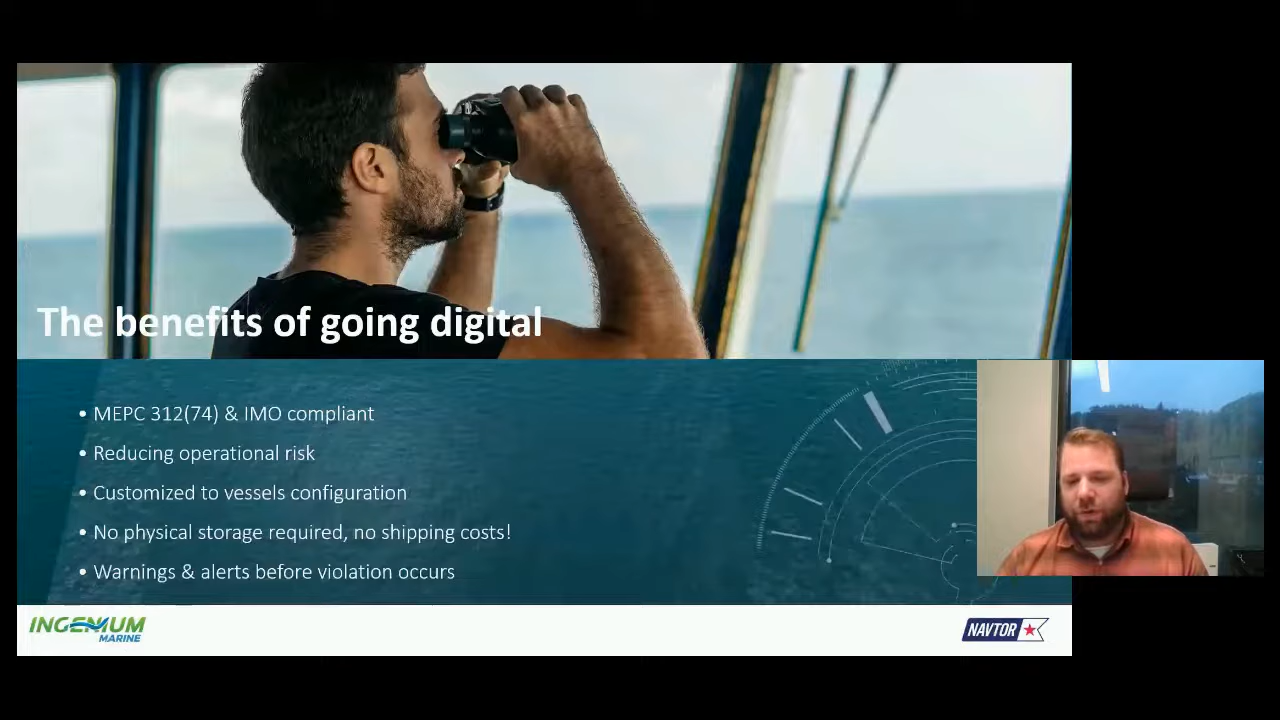 The benefits of going digital
• MEPC 312(74) & IMO compliant
• Reducing operational risk
• Customized to vessels configuration
• No physical storage required, no shipping costs!
• Warnings & alerts before violation occurs
INGENIUM
MARINE
NAVTOR